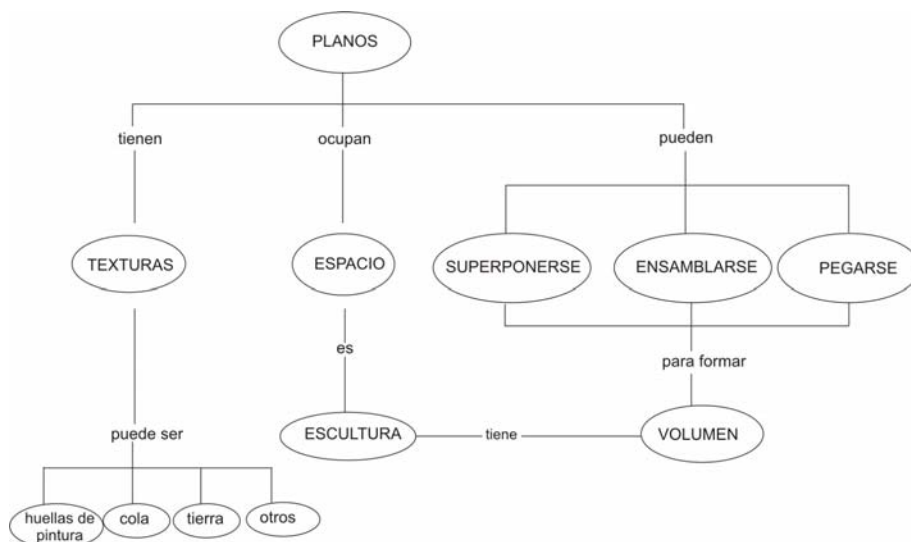 PLANOS
tienen
ocupan
pueden
TEXTURAS
ESPACIO
SUPERPONERSE
ENSAMBLARSE
PEGARSE
es
para formar
puede ser
ESCULTURA
tiene
VOLUMEN
huellas de
pintura
cola
tierra
otros